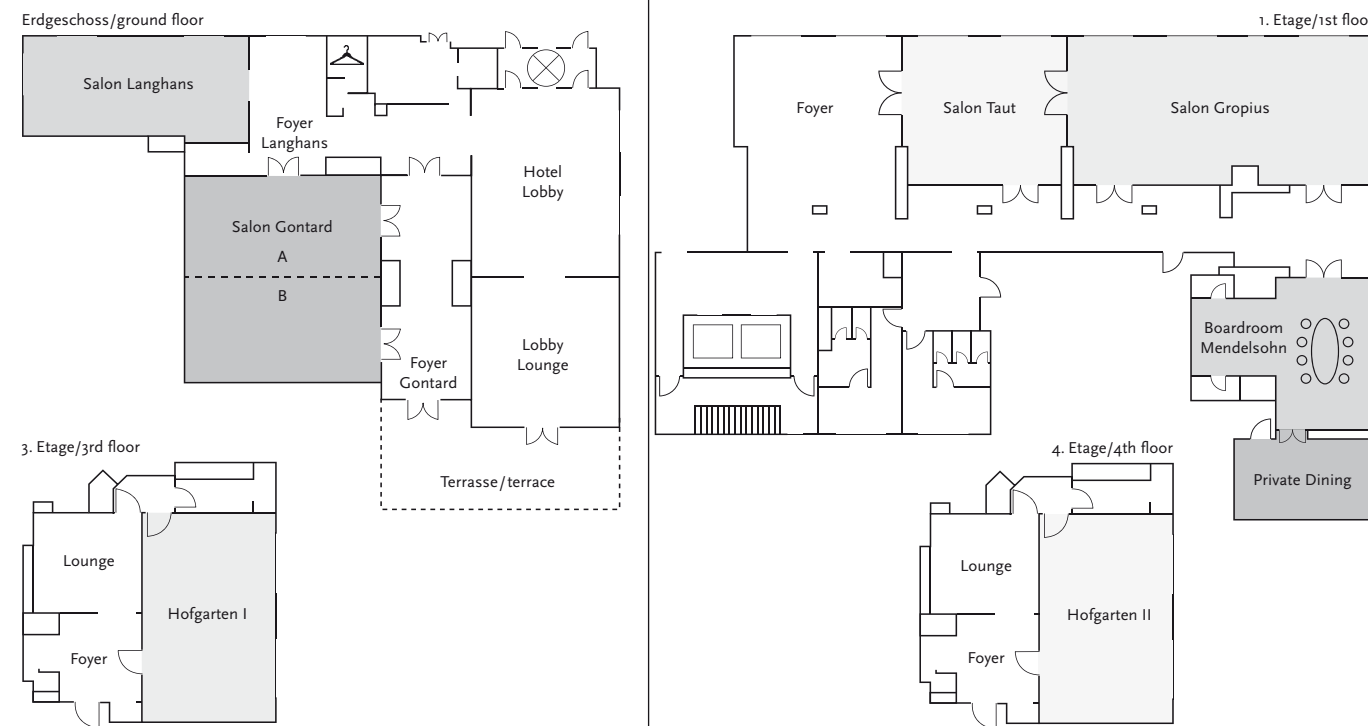 Erdgeschoss/ground floor
Salon Langhans
Foyer
Langhans
Hotel
Lobby
Salon Gontard
A
B
Lobby
Lounge
Foyer
Gontard
Terrasse/terrace
3. Etage/3rd floor
Lounge
Hofgarten I
Foyer
1. Etage/1st floo
Foyer
Salon Taut
Salon Gropius
Boardroom
Mendelsohn
Private Dining
4. Etage/4th floor
Lounge
Hofgarten II
Foyer